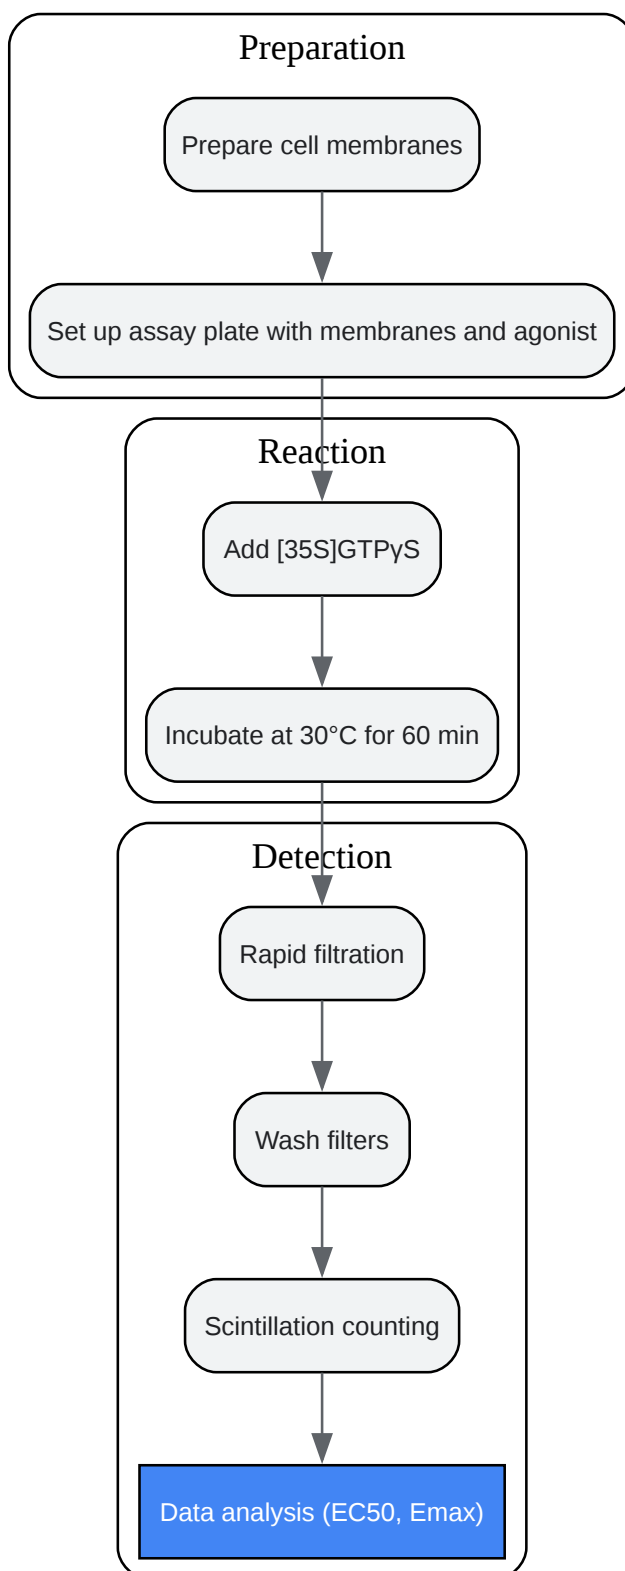 Preparation
Prepare cell membranes
Set up assay plate with membranes and agonist
Reaction
Add [35S]GTPγS
Incubate at 30°C for 60 min
Detection
Rapid filtration
Wash filters
Scintillation counting
Data analysis (EC50, Emax)